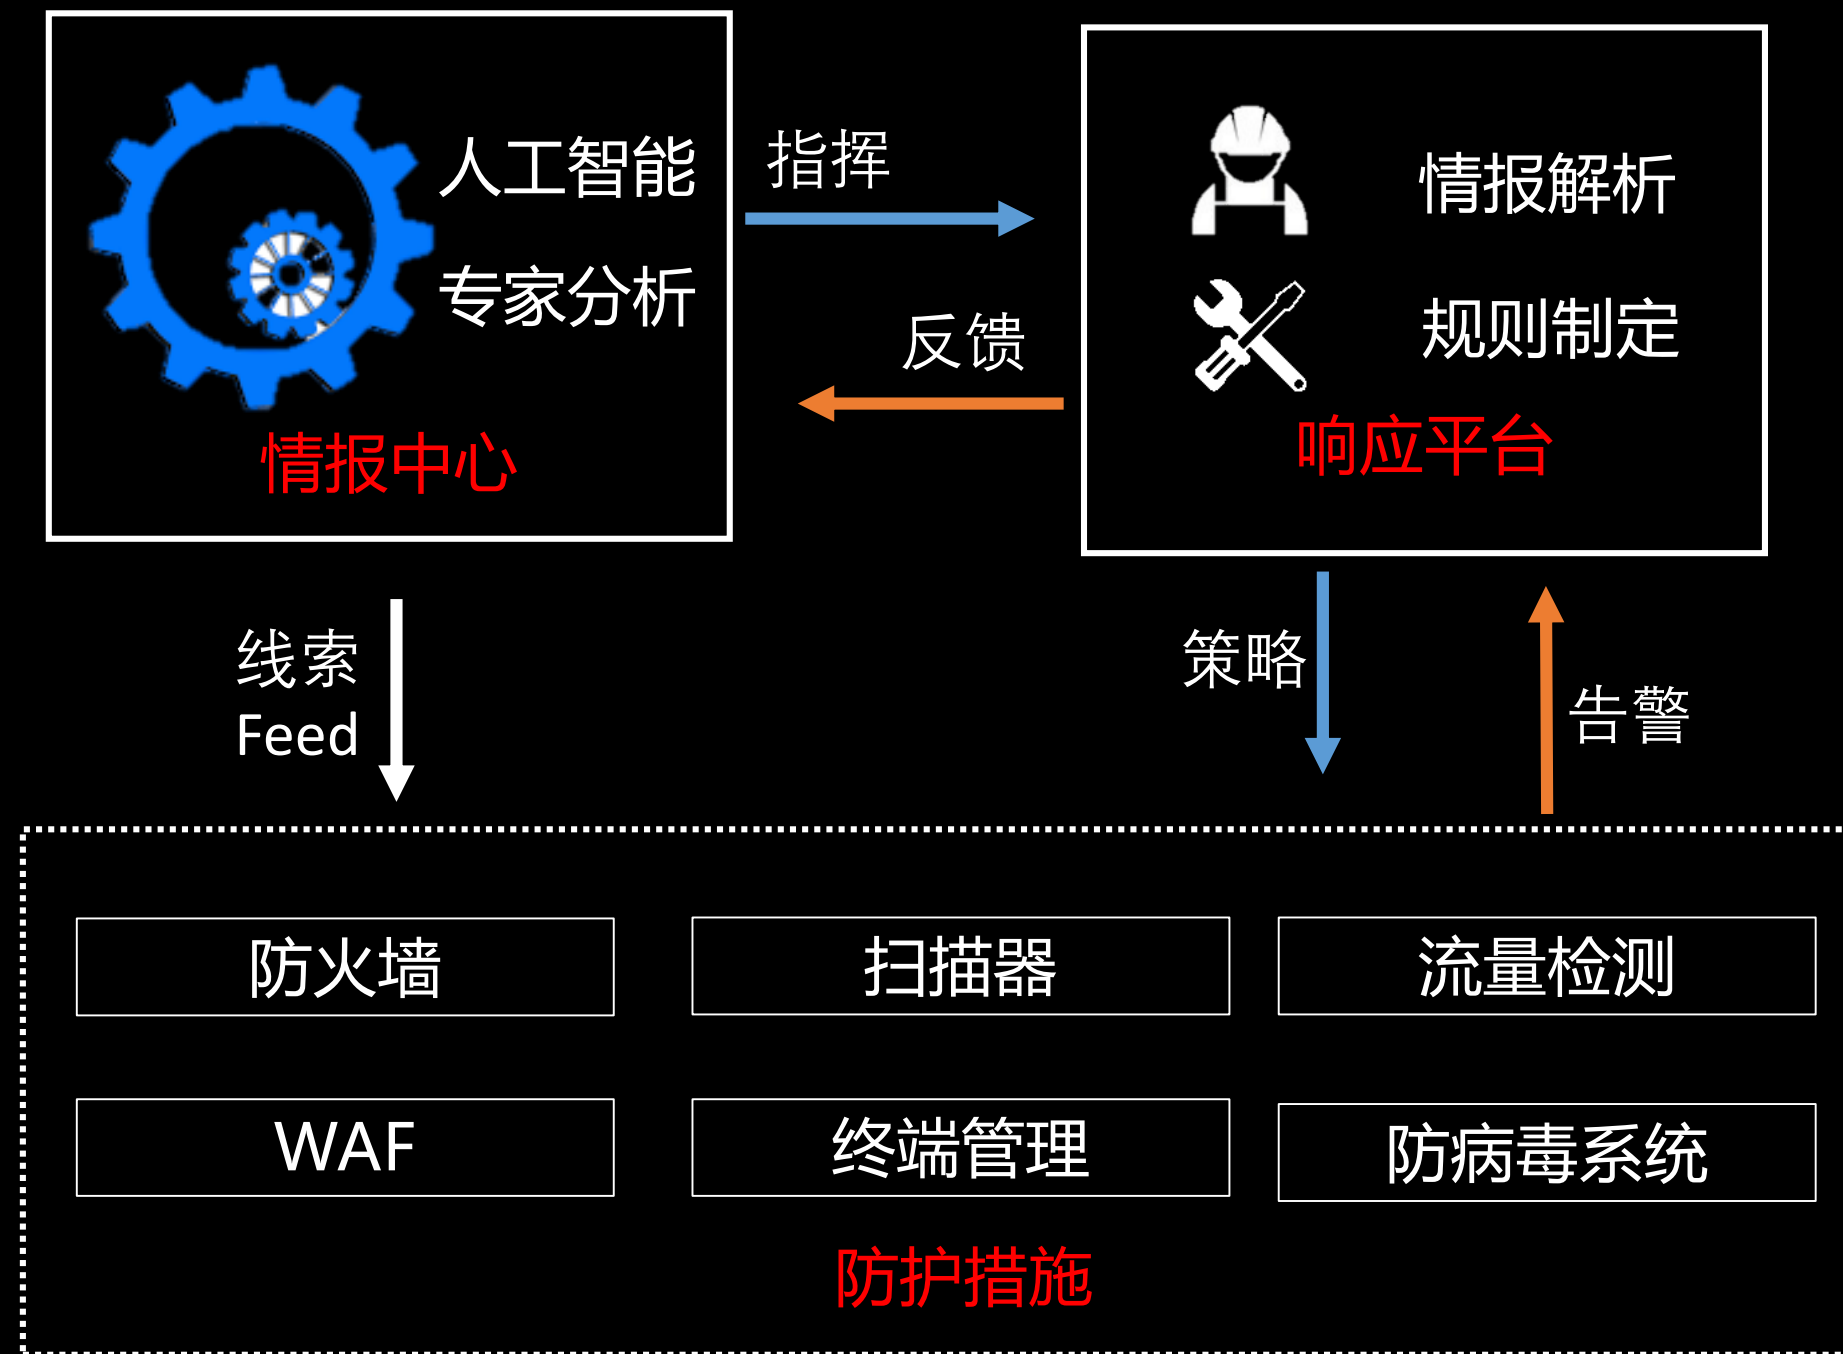 人工智能
专家分析
情报中心
指挥
反馈
情报解析
规则制定
响应平台
线索
Feed
策略
告警
防火墙
扫描器
流量检测
WAF
终端管理
防病毒系统
防护措施